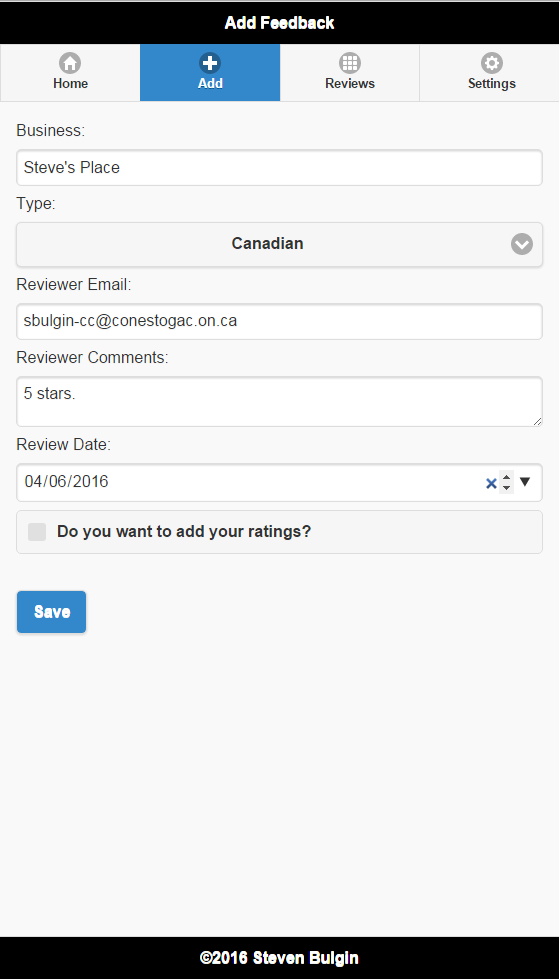 Add Feedback
Home Add Reviews Settings
Business:
Steve's Place
Type:
Canadian
Reviewer Email:
sbulgin-cc@conestogac.on.ca
Reviewer Comments:
5 stars.
Review Date:
04/06/2016
Do you want to add your ratings?
Save
©2016 Steven Bulgin